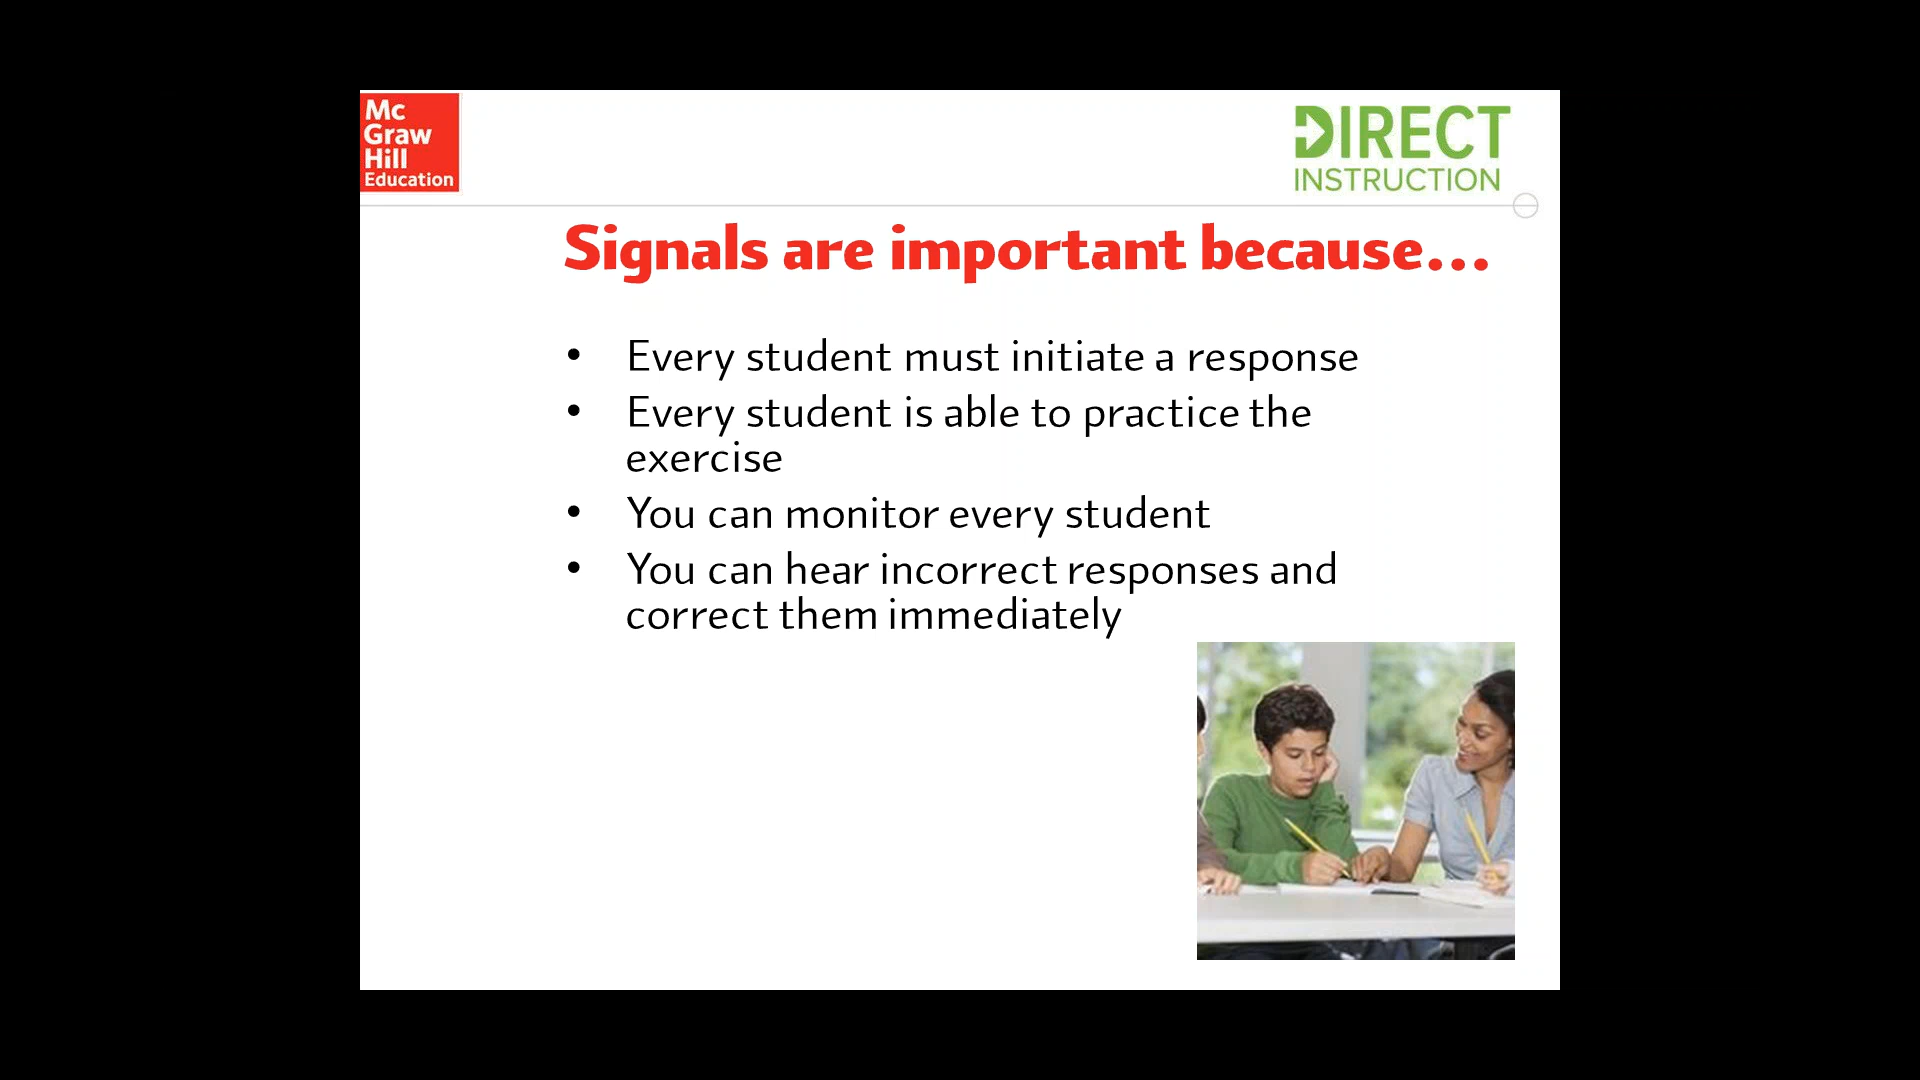 Mc
Graw
Hill
Education
DIRECT
INSTRUCTION
Signals are important because...
• Every student must initiate a response
• Every student is able to practice the
exercise
• You can monitor every student
• You can hear incorrect responses and
correct them immediately